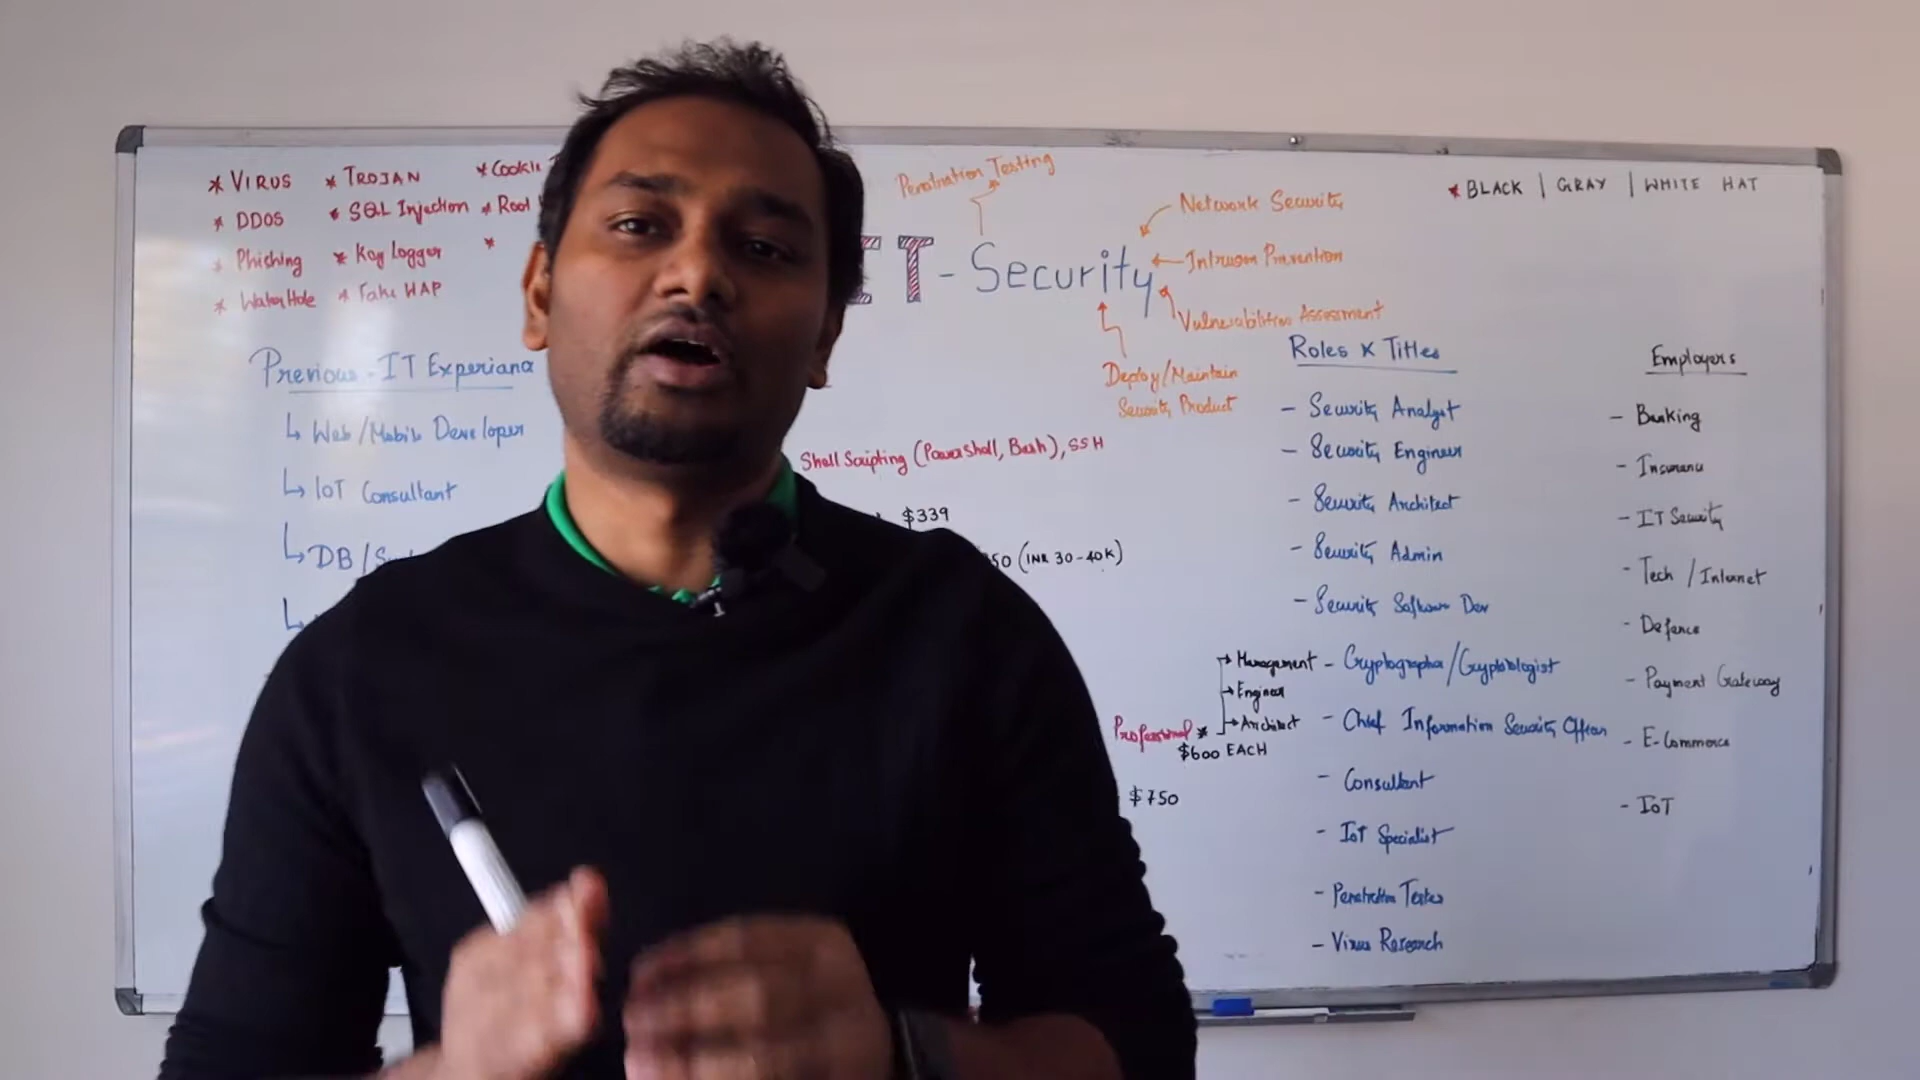 * VIRUS * TROJAN * Cookie
* DDOS * SQL Injection * Root
* Phishing * Key Logger *
* WaterHole * Fake WAP
Penetration Testing
IT - Security
Network Security
Intrusion Prevention
Vulnerabilities Assessment
Deploy/Maintain
Security Product
* BLACK | GRAY | WHITE HAT
Previous - IT Experiance
↳ Web/Mobile Developer
↳ IoT Consultant
↳ DB /
Shell Scripting (PowerShell, Bash), SSH
$339
50 (INR 30-40K)
Professional *
→ Management
→ Engineer
→ Architect
$600 EACH
$750
Roles x Titles
- Security Analyst
- Security Engineer
- Security Architect
- Security Admin
- Security Software Dev
- Cryptographer/Cryptologist
- Chief Information Security Officer
- Consultant
- IoT Specialist
- Penetration Tester
- Virus Research
Employers
- Banking
- Insurance
- IT Security
- Tech / Internet
- Defence
- Payment Gateway
- E-Commerce
- IoT